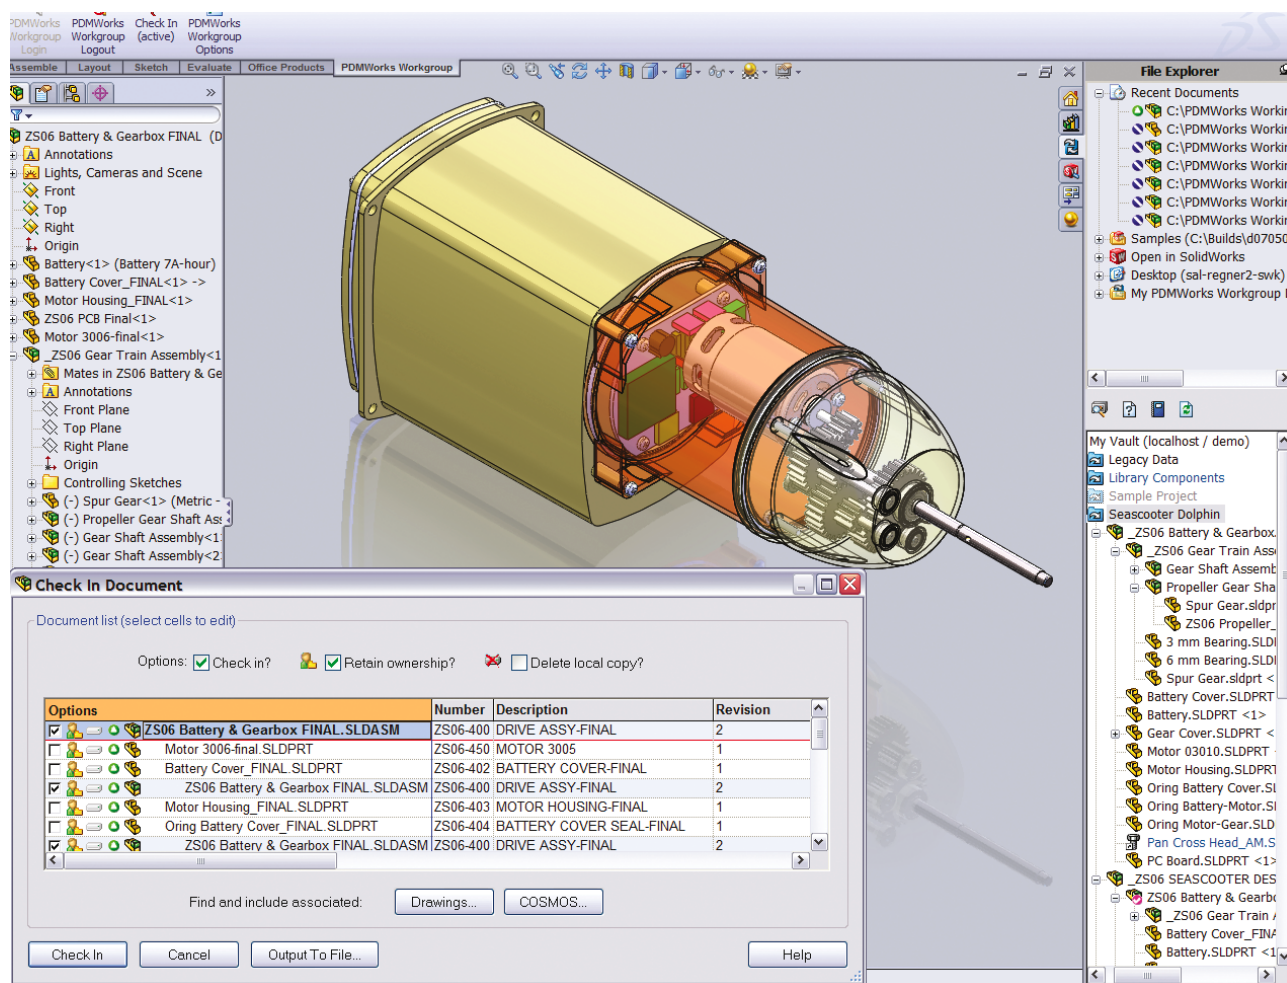 PDMWorks PDMWorks Check In PDMWorks
Workgroup Workgroup (active) Workgroup
Login Logout Options
Assemble Layout Sketch Evaluate Office Products PDMWorks Workgroup
ZS06 Battery & Gearbox FINAL (D
Annotations
Lights, Cameras and Scene
Front
Top
Right
Origin
Battery<1> (Battery 7A-hour)
Battery Cover_FINAL<1> ->
Motor Housing_FINAL<1>
ZS06 PCB Final<1>
Motor 3006-final<1>
_ZS06 Gear Train Assembly<1
Mates in ZS06 Battery & Ge
Annotations
Front Plane
Top Plane
Right Plane
Origin
Controlling Sketches
(-) Spur Gear<1> (Metric -
(-) Propeller Gear Shaft Ass
(-) Gear Shaft Assembly<1
(-) Gear Shaft Assembly<2
File Explorer
Recent Documents
C:\PDMWorks Workin
C:\PDMWorks Workin
C:\PDMWorks Workin
C:\PDMWorks Workin
C:\PDMWorks Workin
C:\PDMWorks Workin
C:\PDMWorks Workin
Samples (C:\Builds\d07050
Open in SolidWorks
Desktop (sal-regner2-swk)
My PDMWorks Workgroup
My Vault (localhost / demo)
Legacy Data
Library Components
Sample Project
Seascooter Dolphin
_ZS06 Battery & Gearbox
_ZS06 Gear Train Asse
Gear Shaft Assemb
Propeller Gear Sha
Spur Gear.sldpr
ZS06 Propeller_
3 mm Bearing.SLDI
6 mm Bearing.SLDI
Spur Gear.sldprt <
Battery Cover.SLDPRT
Battery.SLDPRT <1>
Gear Cover.SLDPRT <
Motor 03010.SLDPRT
Motor Housing.SLDPRT
Oring Battery Cover.SL
Oring Battery-Motor.SI
Oring Motor-Gear.SLD
Pan Cross Head_AM.S
PC Board.SLDPRT <1>
_ZS06 SEASCOOTER DES
ZS06 Battery & Gearb
_ZS06 Gear Train A
Battery Cover_FINA
Battery.SLDPRT <1
Check In Document
Document list (select cells to edit)
Options: Check in? Retain ownership? Delete local copy?
Options Number Description Revision
ZS06 Battery & Gearbox FINAL.SLDASM ZS06-400 DRIVE ASSY-FINAL 2
Motor 3006-final.SLDPRT ZS06-450 MOTOR 3005 1
Battery Cover_FINAL.SLDPRT ZS06-402 BATTERY COVER-FINAL 1
ZS06 Battery & Gearbox FINAL.SLDASM ZS06-400 DRIVE ASSY-FINAL 2
Motor Housing_FINAL.SLDPRT ZS06-403 MOTOR HOUSING-FINAL 1
Oring Battery Cover_FINAL.SLDPRT ZS06-404 BATTERY COVER SEAL-FINAL 1
ZS06 Battery & Gearbox FINAL.SLDASM ZS06-400 DRIVE ASSY-FINAL 2
Find and include associated: Drawings... COSMOS...
Check In Cancel Output To File... Help